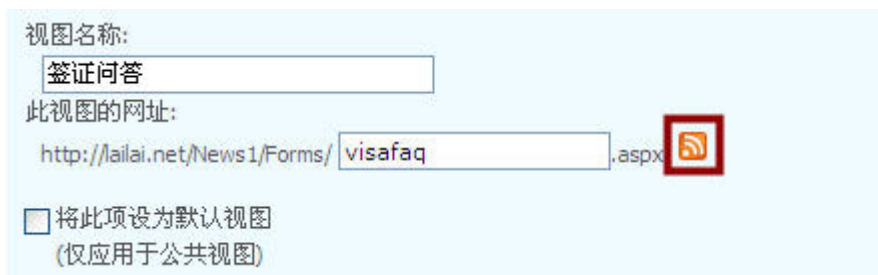 视图名称:
签证问答
此视图的网址:
http://lailai.net/News1/Forms/ visafaq .aspx
将此项设为默认视图
(仅应用于公共视图)